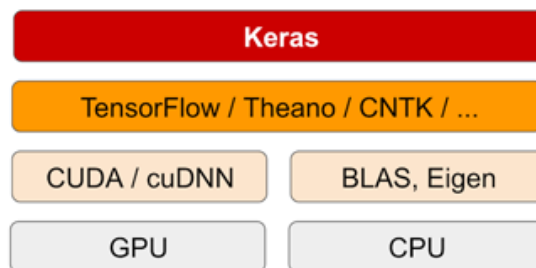 Keras
TensorFlow / Theano / CNTK / ...
CUDA / cuDNN
BLAS, Eigen
GPU
CPU